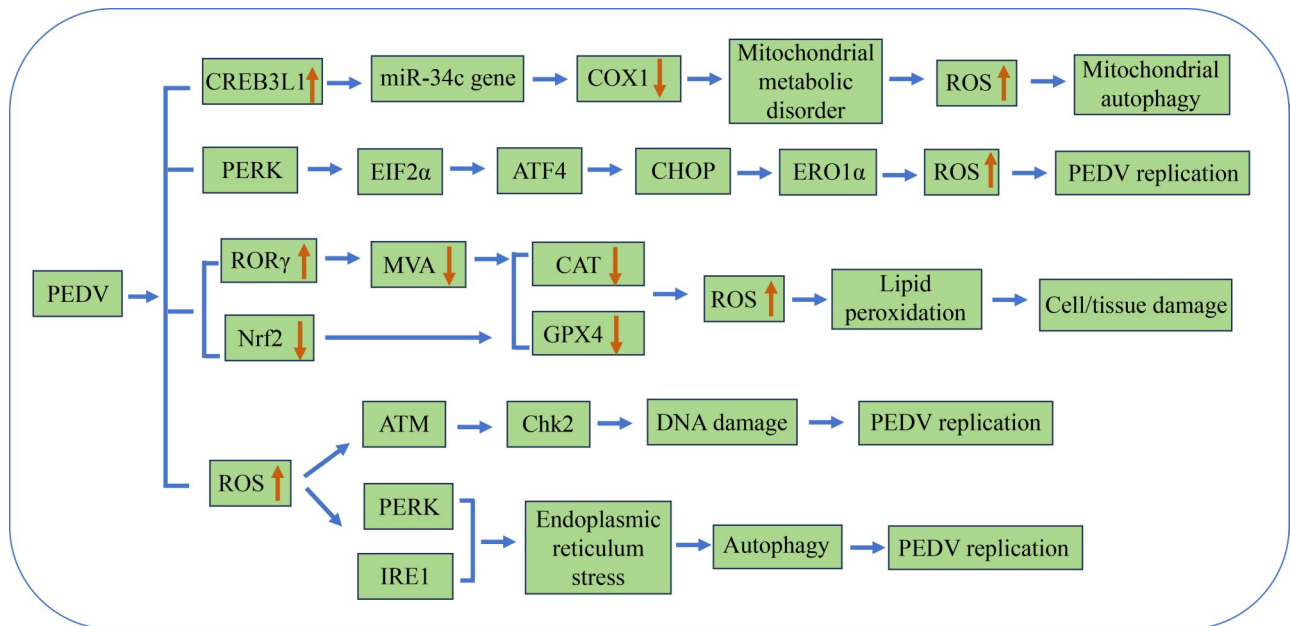 CREB3L1
miR-34c gene
COX1
Mitochondrial
metabolic
disorder
ROS
Mitochondrial
autophagy
PERK
EIF2α
ATF4
CHOP
ERO1α
ROS
PEDV replication
PEDV
RORγ
MVA
CAT
Nrf2
GPX4
ROS
Lipid
peroxidation
Cell/tissue damage
ROS
ATM
Chk2
DNA damage
PEDV replication
PERK
IRE1
Endoplasmic
reticulum
stress
Autophagy
PEDV replication